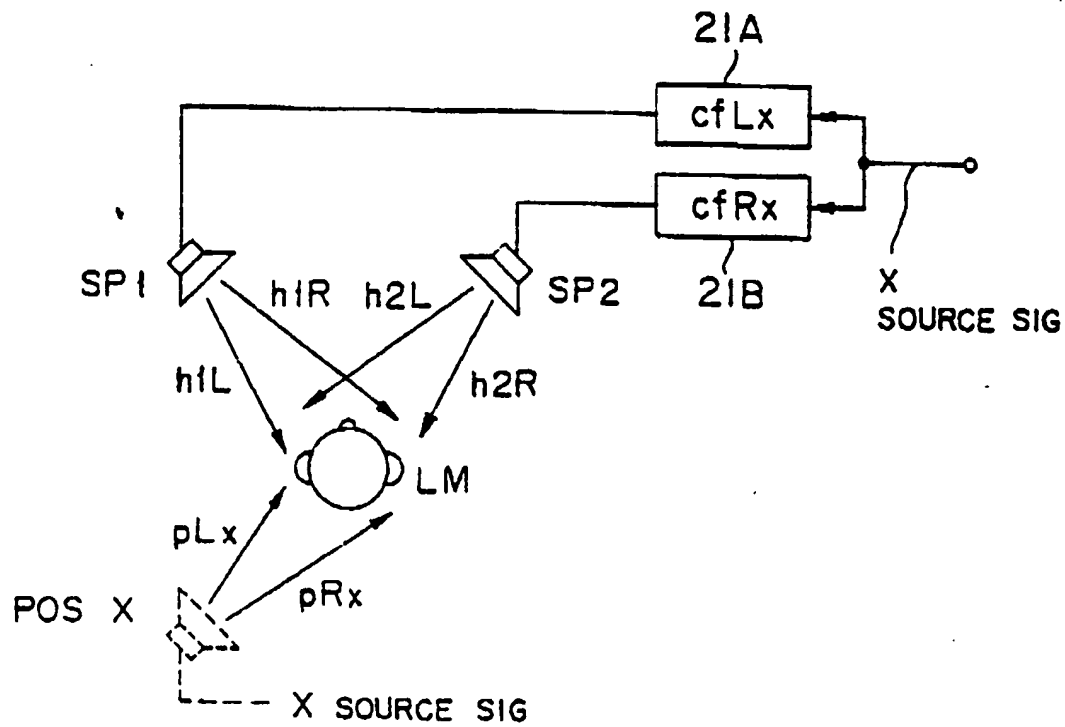 21A
cfLx
cfRx
SP1
h1R
h2L
SP2
21B
X
SOURCE SIG
h1L
h2R
LM
pLx
pRx
POS X
X SOURCE SIG